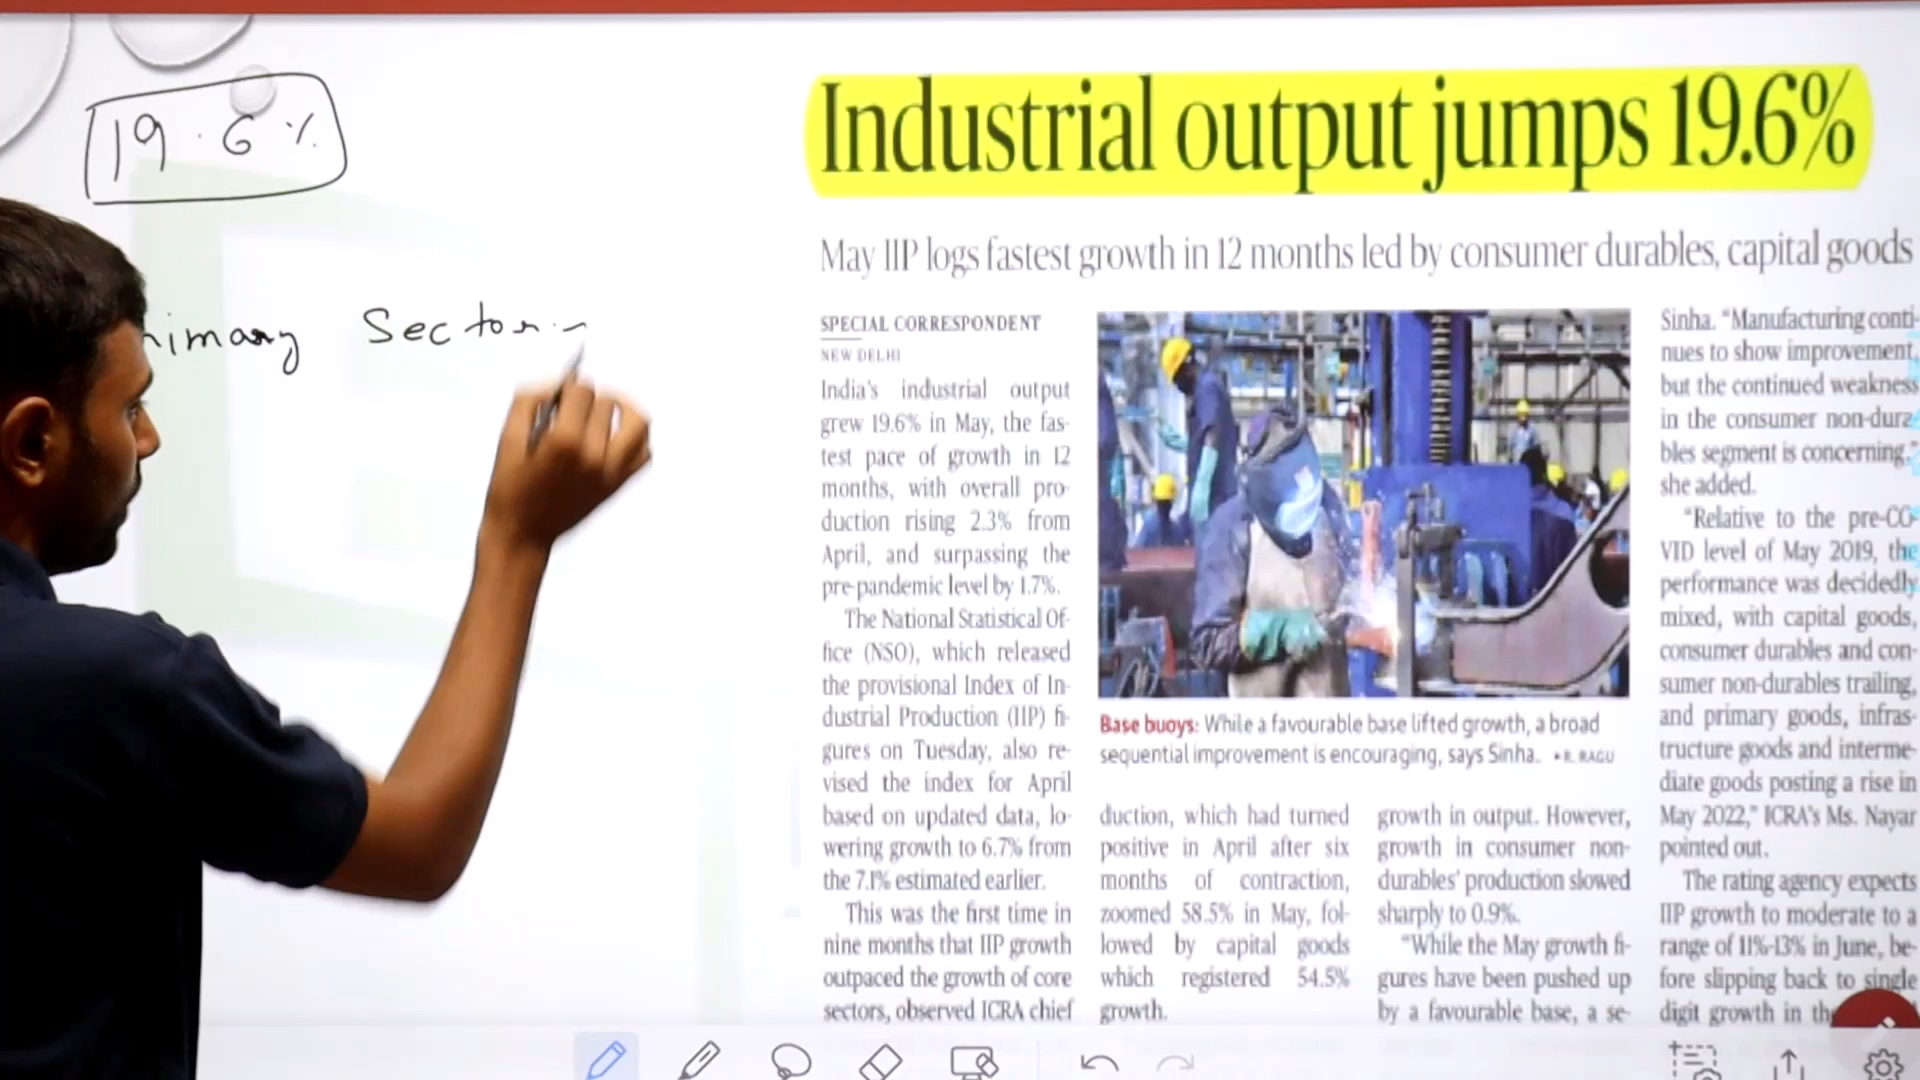 19.6%
rimary Sector:-
Industrial output jumps 19.6%
May IIP logs fastest growth in 12 months led by consumer durables, capital goods
SPECIAL CORRESPONDENT
NEW DELHI
India's industrial output
grew 19.6% in May, the fas-
test pace of growth in 12
months, with overall pro-
duction rising 2.3% from
April, and surpassing the
pre-pandemic level by 1.7%.
The National Statistical Of-
fice (NSO), which released
the provisional Index of In-
dustrial Production (IIP) fi-
gures on Tuesday, also re-
vised the index for April
based on updated data, lo-
wering growth to 6.7% from
the 7.1% estimated earlier.
This was the first time in
nine months that IIP growth
outpaced the growth of core
sectors, observed ICRA chief
Base buoys: While a favourable base lifted growth, a broad
sequential improvement is encouraging, says Sinha. • R. RAGU
duction, which had turned
positive in April after six
months of contraction,
zoomed 58.5% in May, fol-
lowed by capital goods
which registered 54.5%
growth.
growth in output. However,
growth in consumer non-
durables' production slowed
sharply to 0.9%.
"While the May growth fi-
gures have been pushed up
by a favourable base, a se-
Sinha. "Manufacturing conti-
nues to show improvement,
but the continued weakness
in the consumer non-dura-
bles segment is concerning,"
she added.
"Relative to the pre-CO-
VID level of May 2019, the
performance was decidedly
mixed, with capital goods,
consumer durables and con-
sumer non-durables trailing,
and primary goods, infras-
tructure goods and interme-
diate goods posting a rise in
May 2022," ICRA's Ms. Nayar
pointed out.
The rating agency expects
IIP growth to moderate to a
range of 11%-13% in June, be-
fore slipping back to single
digit growth in the